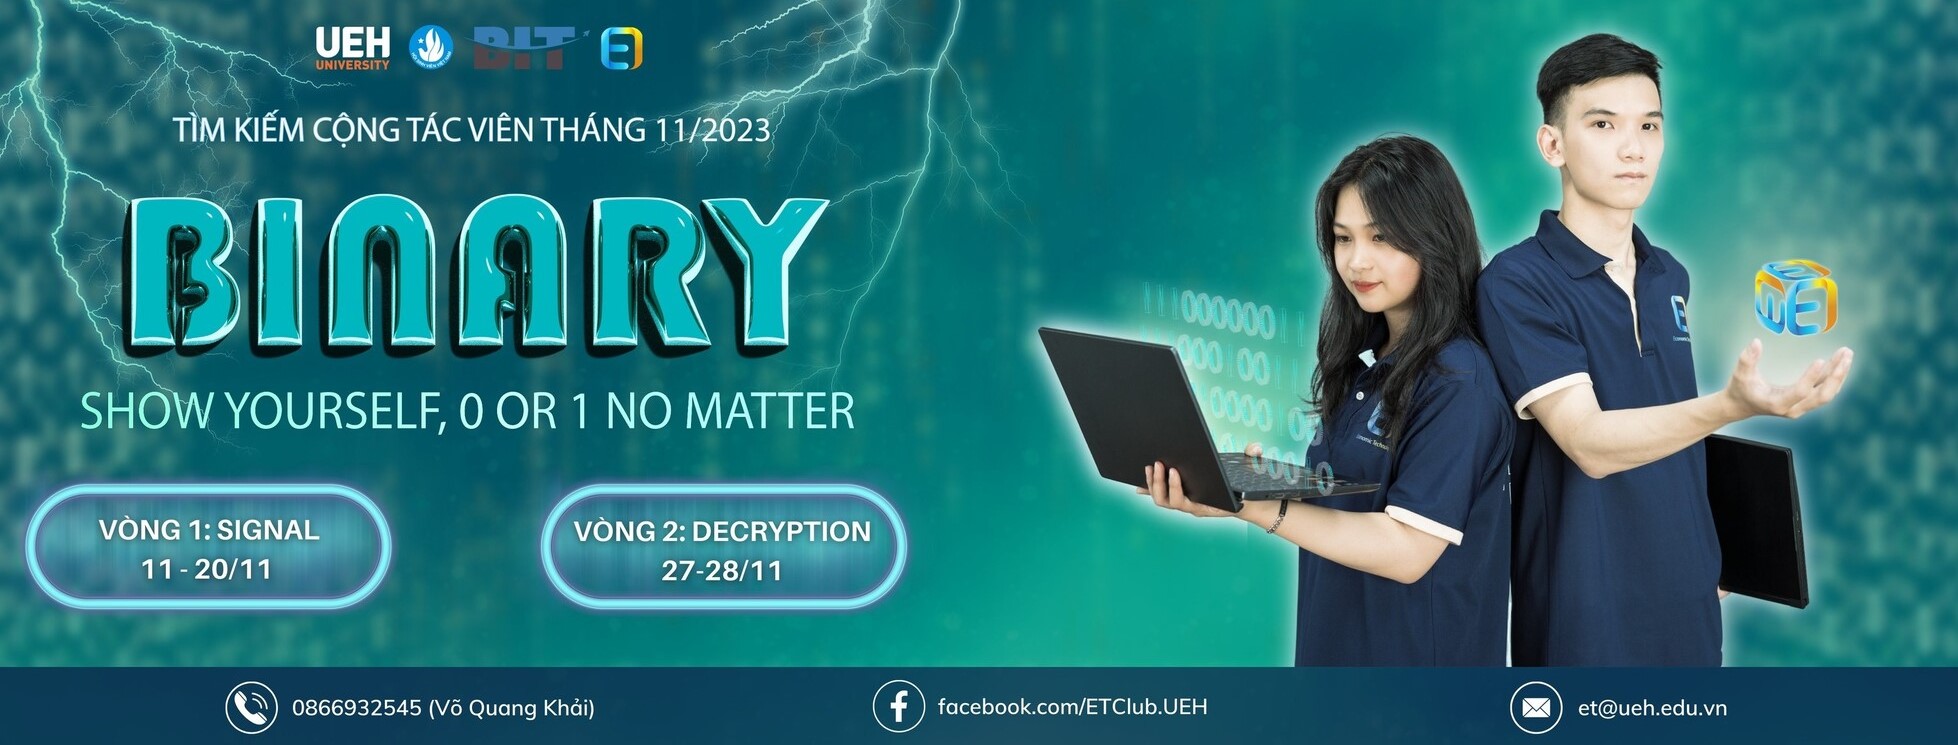 UEH
UNIVERSITY
BIT
TÌM KIẾM CỘNG TÁC VIÊN THÁNG 11/2023
BINARY
SHOW YOURSELF, 0 OR 1 NO MATTER
VÒNG 1: SIGNAL
11 - 20/11
VÒNG 2: DECRYPTION
27-28/11
0866932545 (Võ Quang Khải)
facebook.com/ETClub.UEH
et@ueh.edu.vn